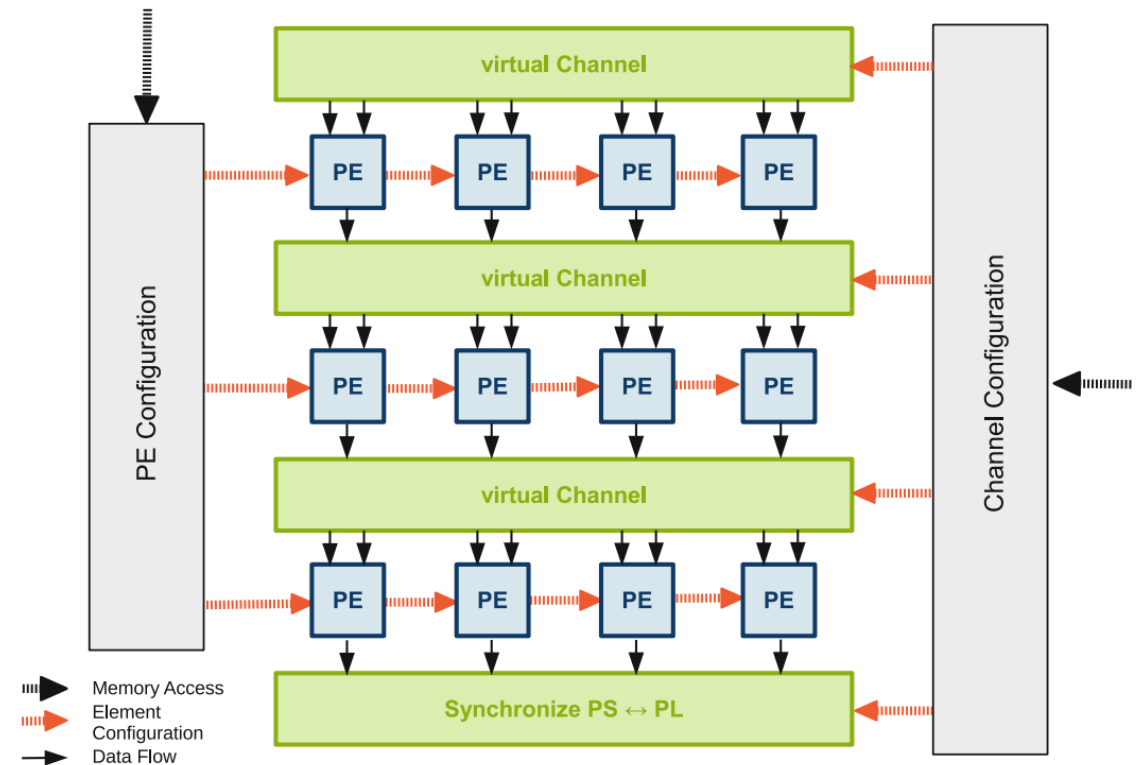 virtual Channel
PE PE PE PE
virtual Channel
PE PE PE PE
virtual Channel
PE PE PE PE
Synchronize PS ↔ PL
PE Configuration
Channel Configuration
Memory Access
Element
Configuration
Data Flow